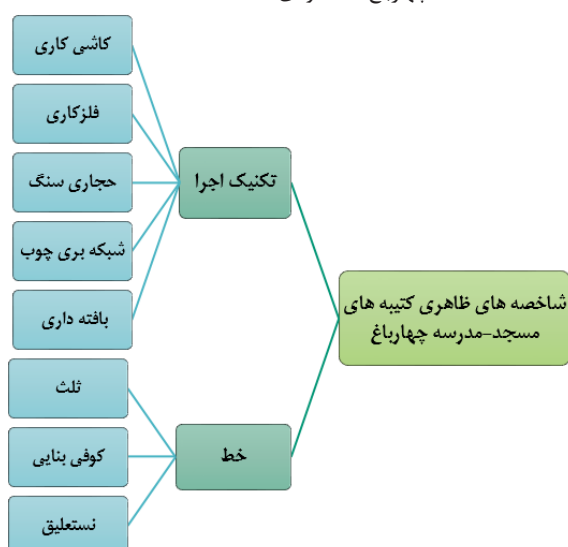 شاخصه های ظاهری کتیبه های
مسجد-مدرسه چهارباغ
تکنیک اجرا
کاشی کاری
فلزکاری
حجاری سنگ
شبکه بری چوب
بافته داری
خط
ثلث
کوفی بنایی
نستعلیق